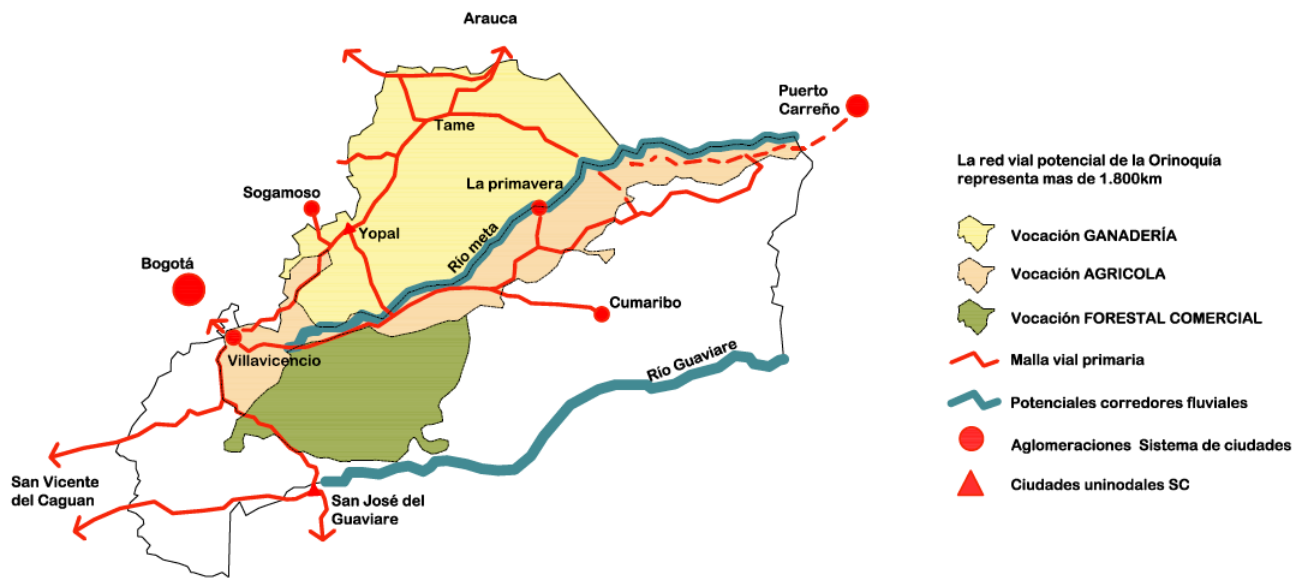 Arauca
Puerto
Carreño
Tame
La primavera
Sogamoso
Yopal
Río meta
Bogotá
Cumaribo
Villavicencio
Río Guaviare
San Vicente
del Caguan
San José del
Guaviare
La red vial potencial de la Orinoquía
representa mas de 1.800km
Vocación GANADERÍA
Vocación AGRICOLA
Vocación FORESTAL COMERCIAL
Malla vial primaria
Potenciales corredores fluviales
Aglomeraciones Sistema de ciudades
Ciudades uninodales SC